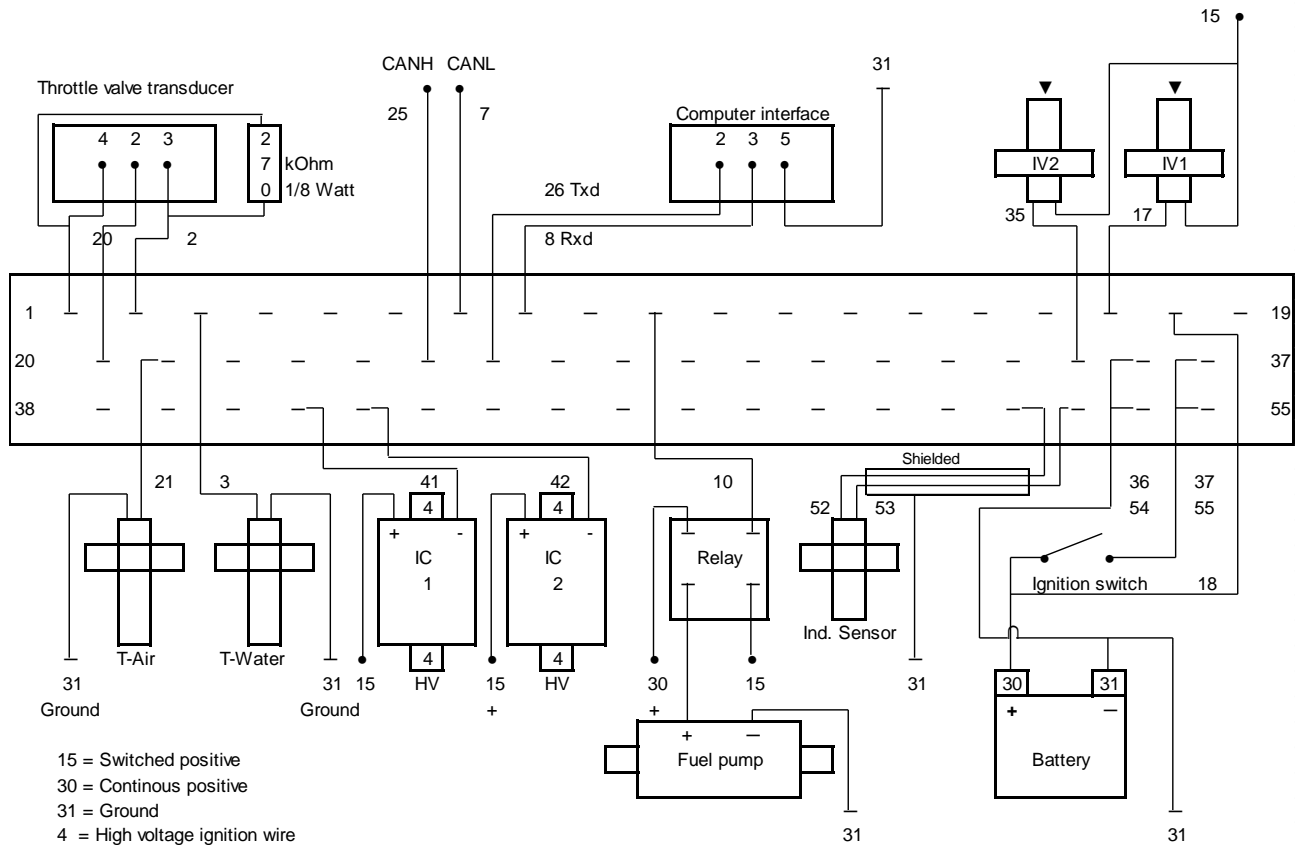 15
CANH CANL
31
Throttle valve transducer
25 7
Computer interface
4 2 3
2
7 kOhm
0 1/8 Watt
2 3 5
IV2 IV1
26 Txd
35 17
20 2
8 Rxd
1 19
20 37
38 55
Shielded
21 3 41 42 10 36 37
4 4 52 53 54 55
+ - + -
IC IC
1 2
Relay
Ignition switch 18
Ind. Sensor
T-Air T-Water
4 4
31 31 15 HV 15 HV 30 15 31 30 31
Ground Ground + +
+ —
+ —
Fuel pump Battery
15 = Switched positive
30 = Continous positive
31 = Ground
4 = High voltage ignition wire
31 31